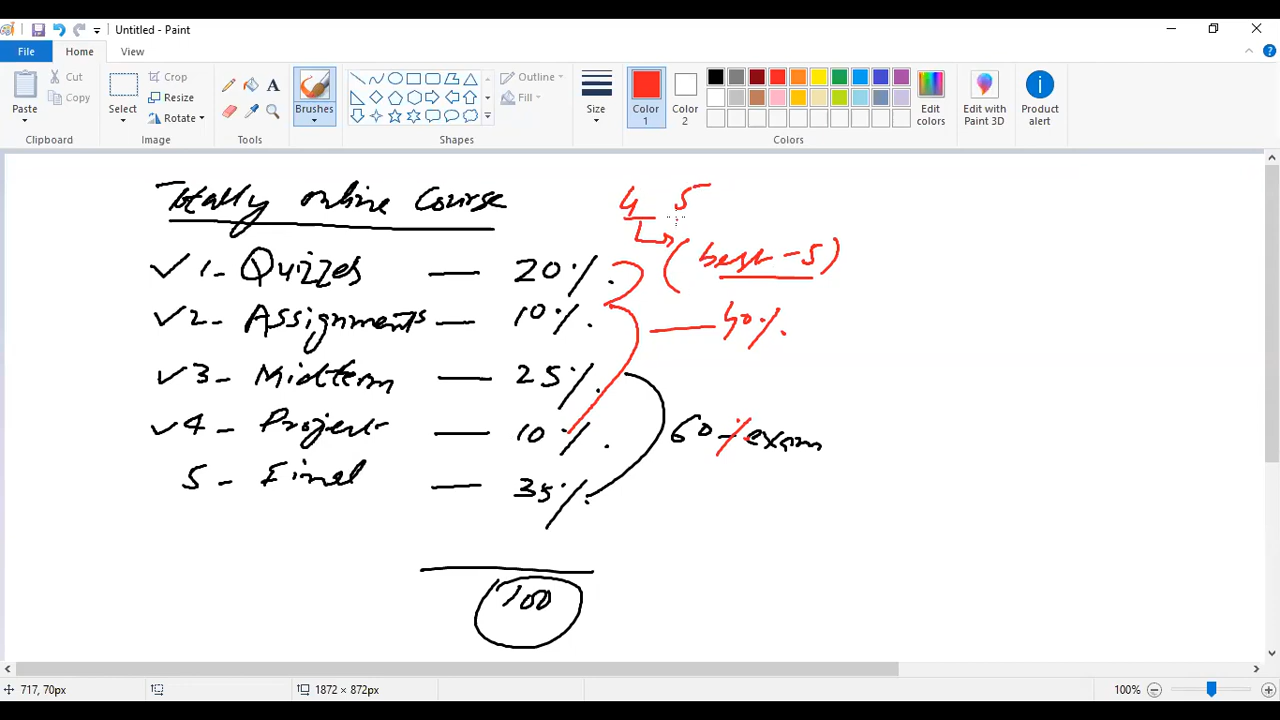 Untitled - Paint
File Home View
Paste Cut Copy Clipboard
Select Crop Resize Rotate Image
Tools
Brushes
Shapes
Outline Fill
Size
Color 1 Color 2
Colors
Edit colors
Edit with Paint 3D
Product alert
Totally online Course
4 5
1- Quizzes — 20%.
(best - 5)
2- Assignments — 10%.
— 40%.
3- Midterm — 25%.
4- Project — 10%.
60 % exam
5- Final — 35%.
100
717, 70px
1872 × 872px
100%